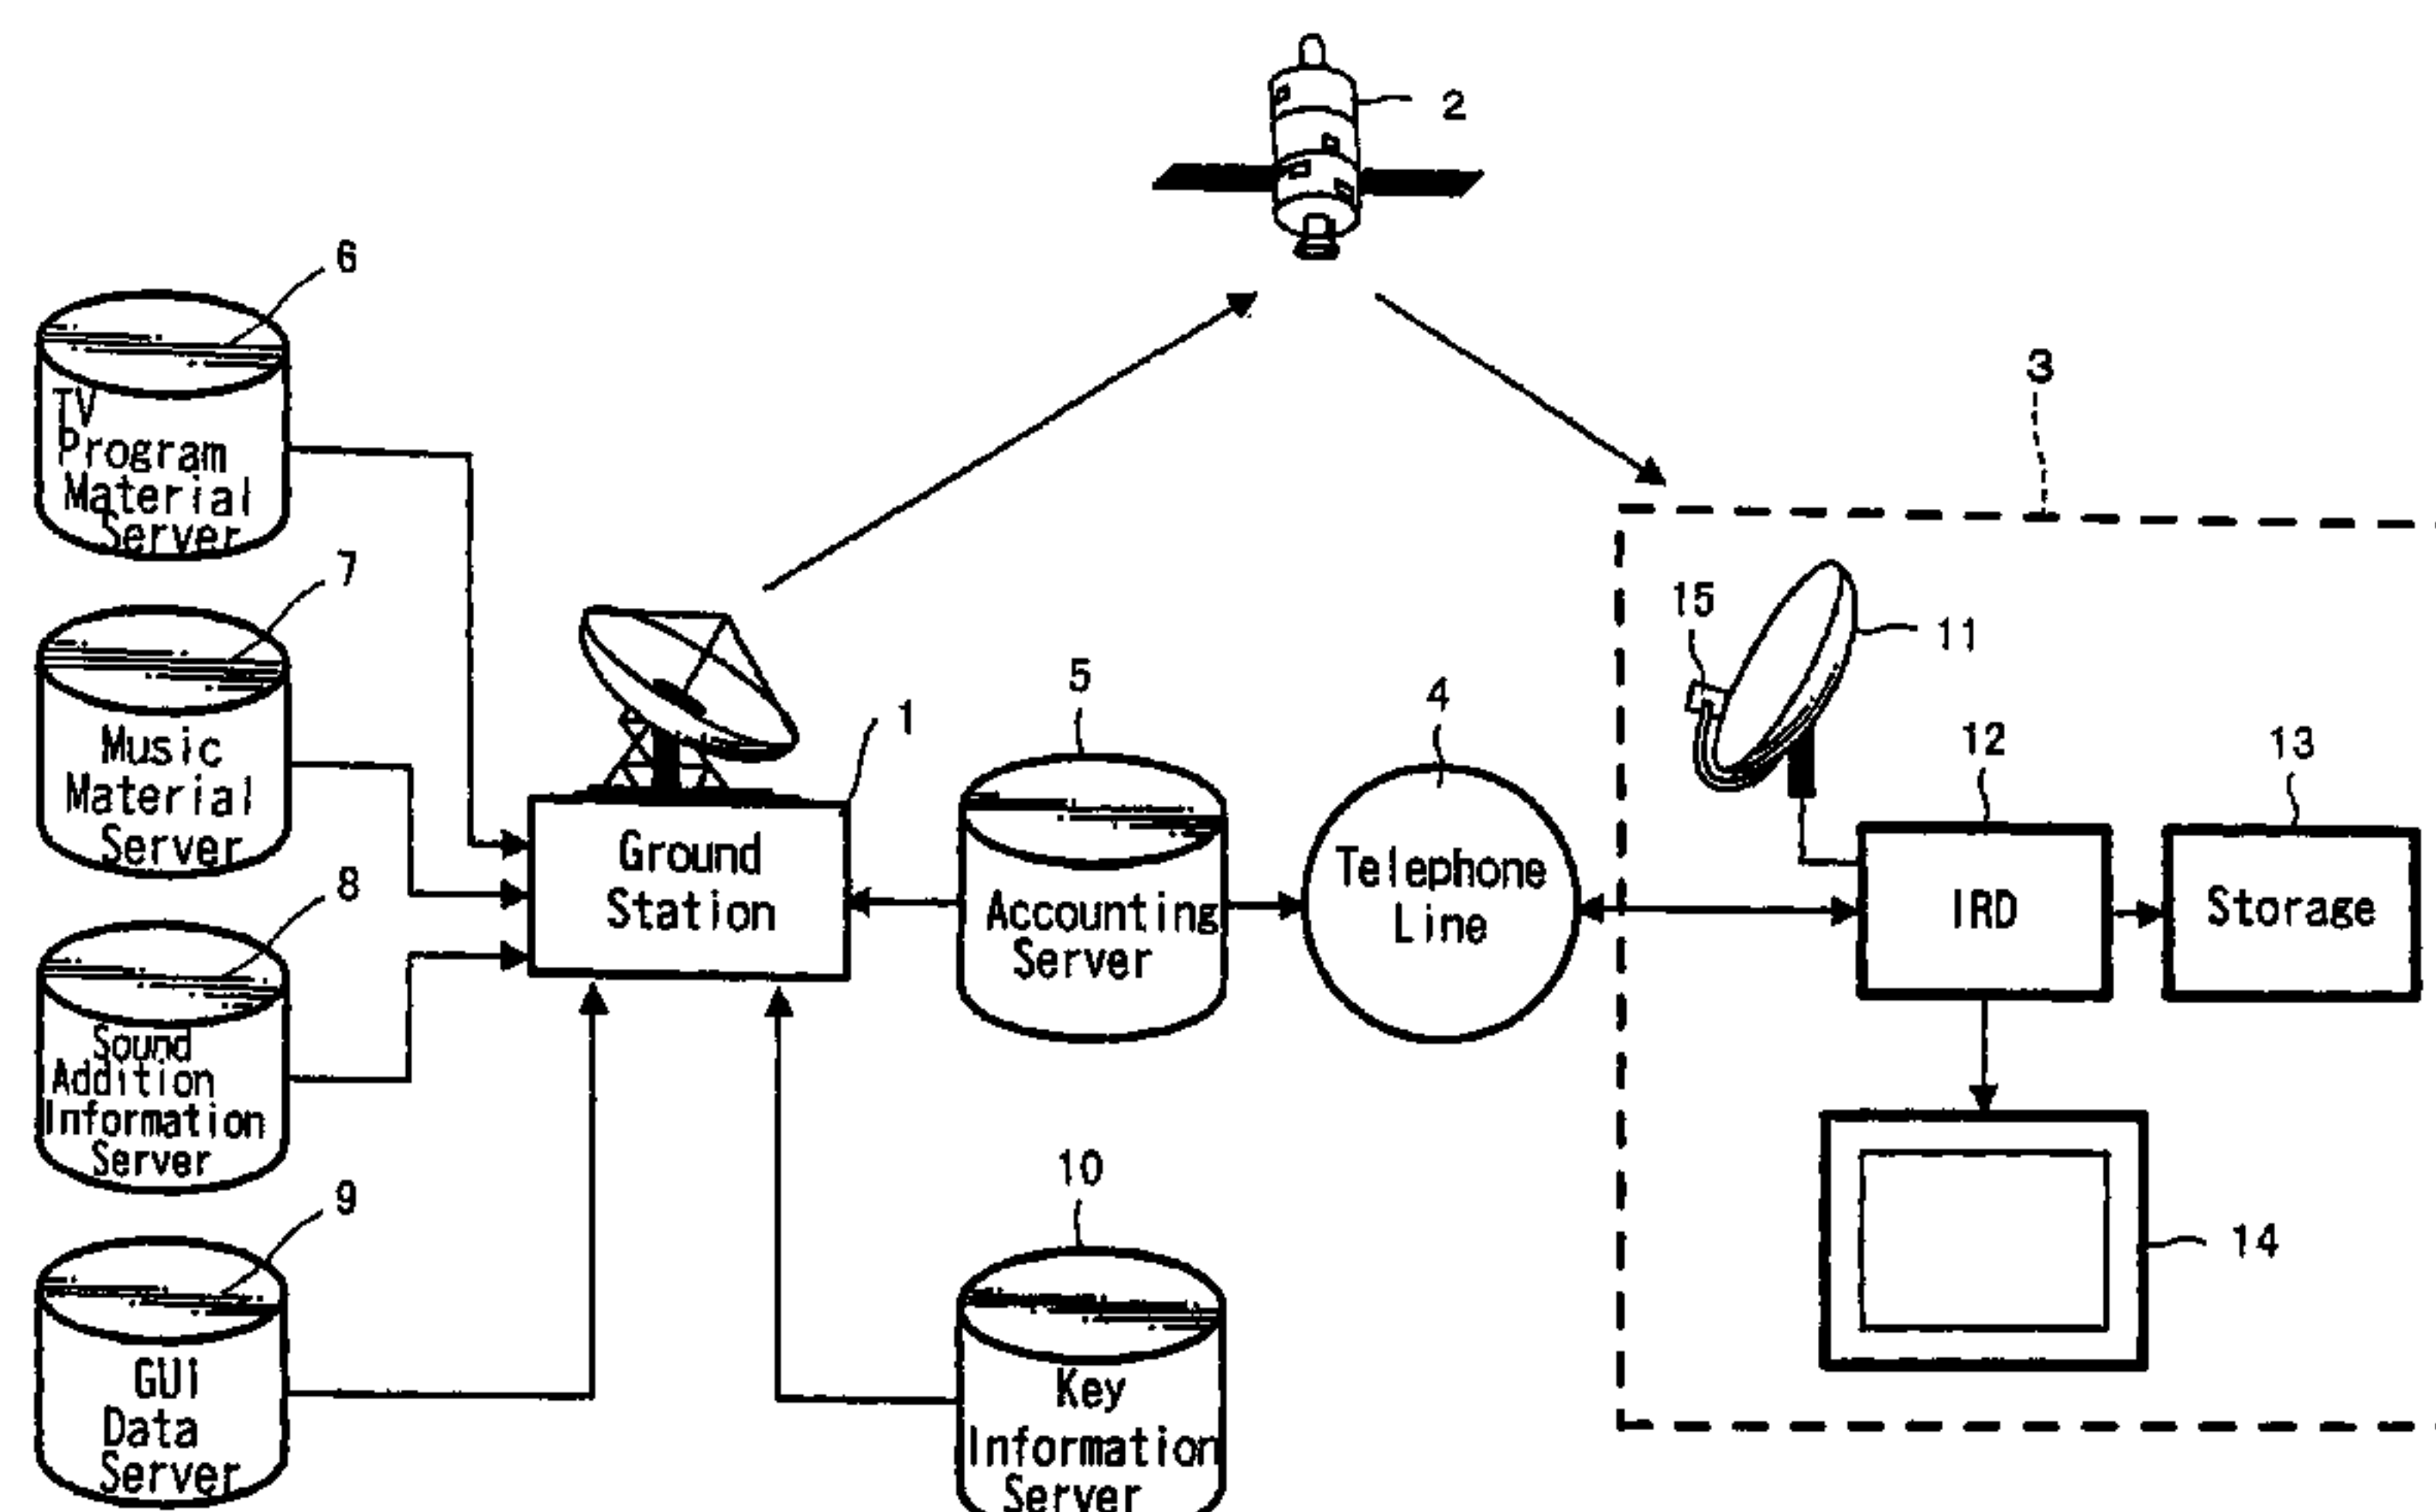 2
6
TV
Program
Material
Server
3
7
Music
Material
Server
1
Ground
Station
5
Accounting
Server
4
Telephone
Line
15
11
12
IRD
13
Storage
8
Sound
Addition
Information
Server
14
9
GUI
Data
Server
10
Key
Information
Server